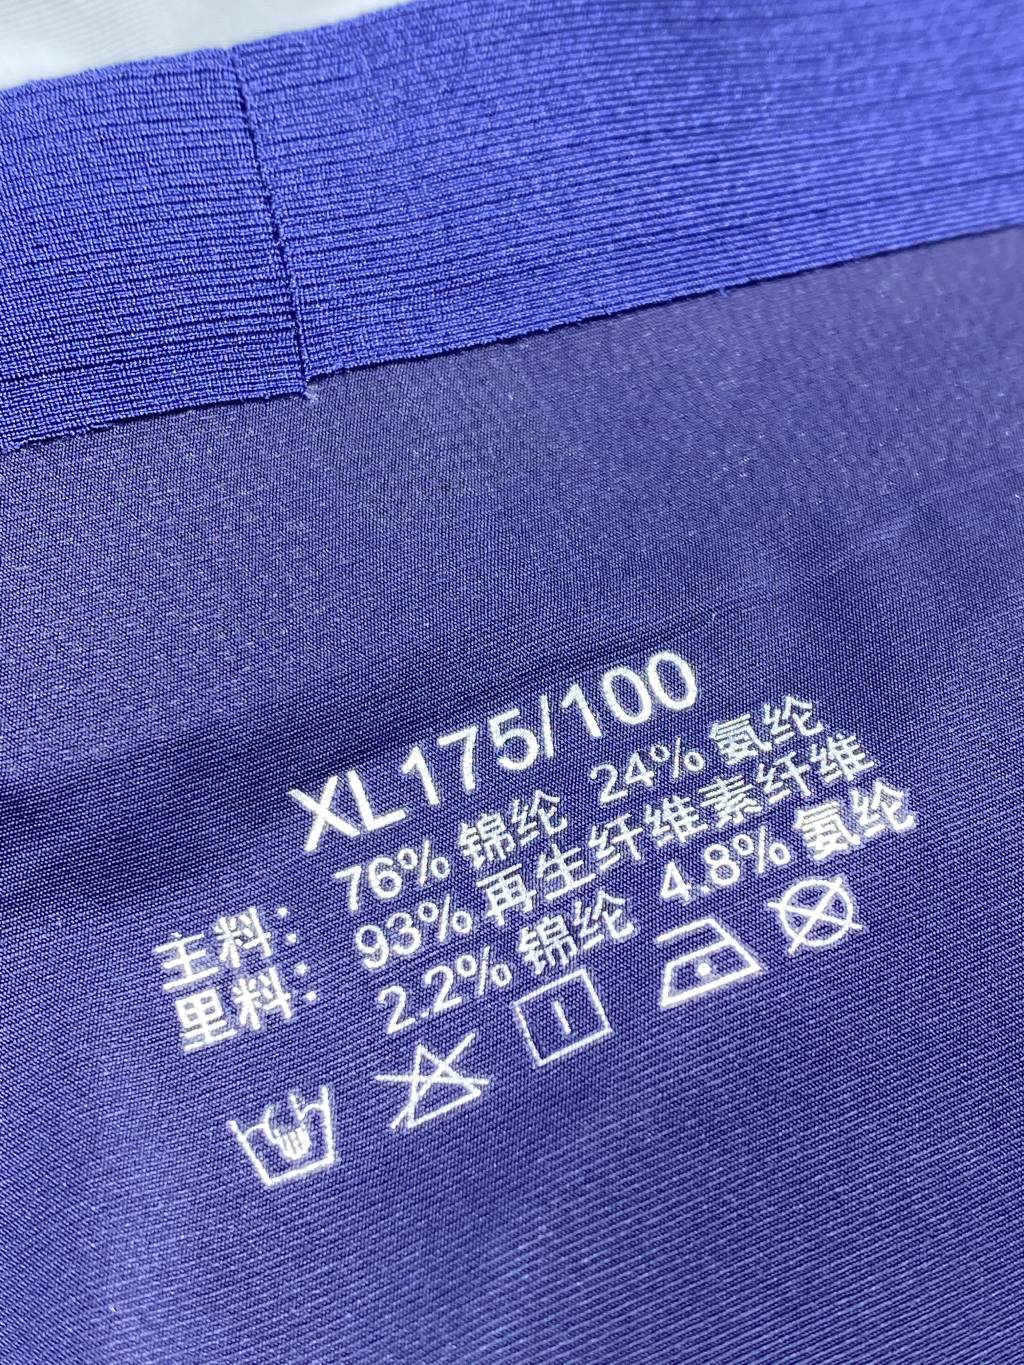 XL175/100
主料: 76% 锦纶 24% 氨纶
里料: 93% 再生纤维素纤维
2.2% 锦纶 4.8% 氨纶